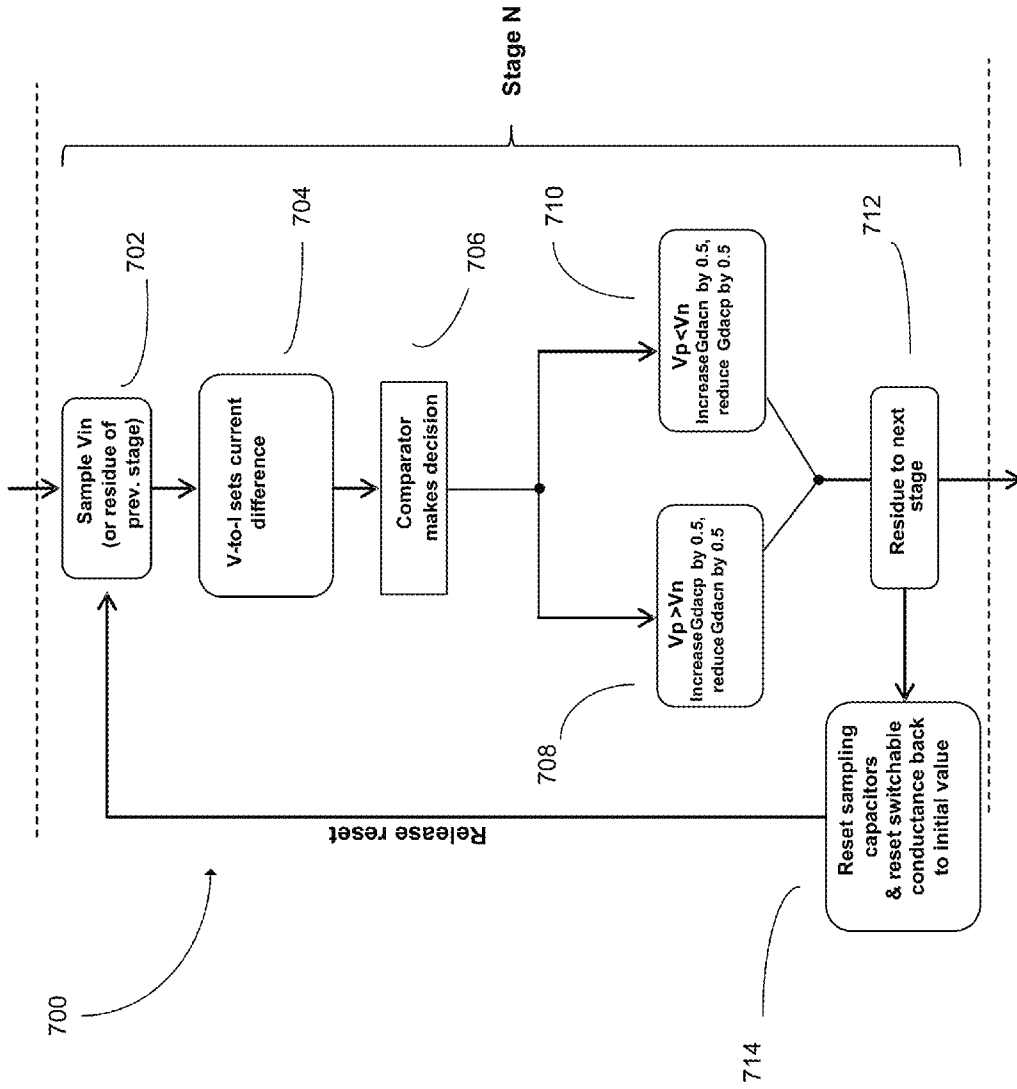 700
Stage N
Sample Vin
(or residue of
prev. stage)
702
V-to-I sets current
difference
704
Comparator
makes decision
706
Vp >Vn
Increase Gdacp by 0.5,
reduce Gdacn by 0.5
708
Vp<Vn
Increase Gdacn by 0.5,
reduce Gdacp by 0.5
710
Residue to next
stage
712
Reset sampling
capacitors
& reset switchable
conductance back
to initial value
714
Release reset